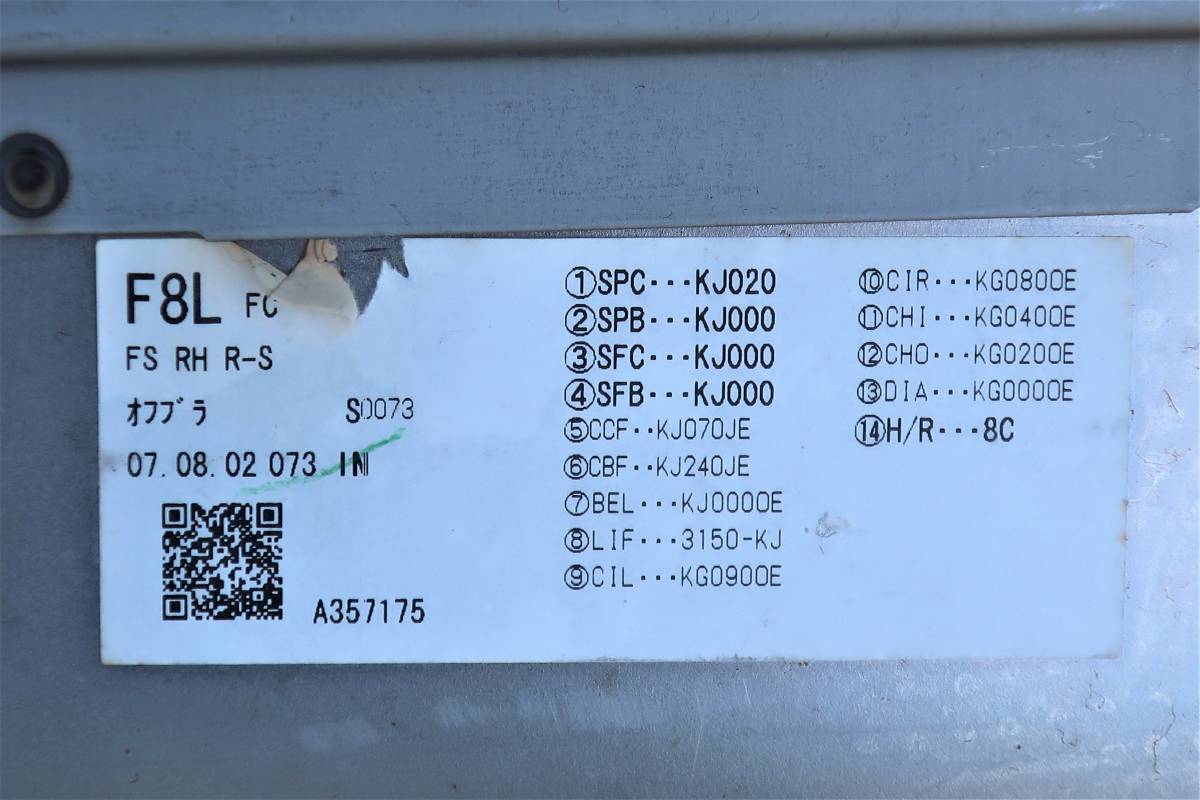 F8L FC
FS RH R-S
ｵﾌﾌﾞﾗ S0073
07.08.02 073 IN
A357175
①SPC···KJ020
②SPB···KJ000
③SFC···KJ000
④SFB···KJ000
⑤CCF··KJ070JE
⑥CBF··KJ240JE
⑦BEL···KJ0000E
⑧LIF···3150-KJ
⑨CIL···KG0900E
⑩CIR···KG0800E
⑪CHI···KG0400E
⑫CHO···KG0200E
⑬DIA···KG0000E
⑭H/R···8C